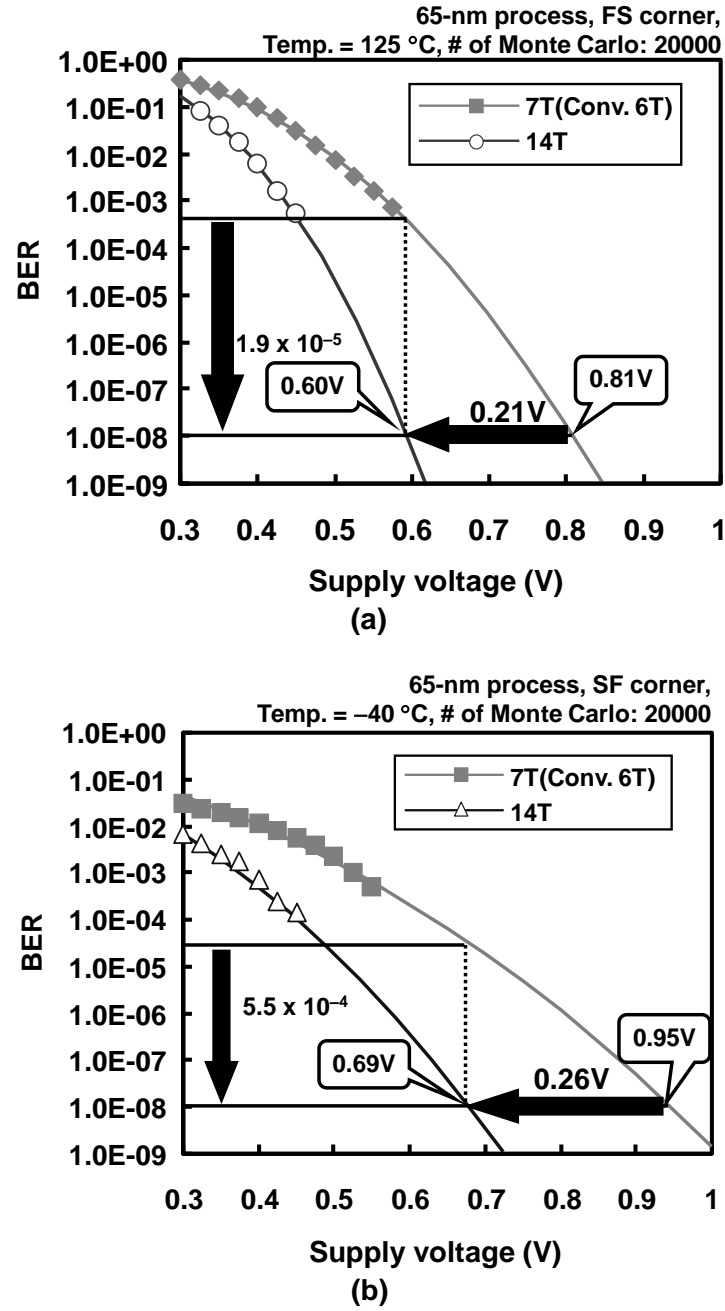 65-nm process, FS corner,
Temp. = 125 °C, # of Monte Carlo: 20000
1.0E+00
1.0E-01
1.0E-02
1.0E-03
1.0E-04
1.0E-05
1.0E-06
1.0E-07
1.0E-08
1.0E-09
BER
7T(Conv. 6T)
14T
1.9 x 10⁻⁵
0.60V
0.21V
0.81V
0.3 0.4 0.5 0.6 0.7 0.8 0.9 1
Supply voltage (V)
(a)
65-nm process, SF corner,
Temp. = –40 °C, # of Monte Carlo: 20000
1.0E+00
1.0E-01
1.0E-02
1.0E-03
1.0E-04
1.0E-05
1.0E-06
1.0E-07
1.0E-08
1.0E-09
BER
7T(Conv. 6T)
14T
5.5 x 10⁻⁴
0.69V
0.26V
0.95V
0.3 0.4 0.5 0.6 0.7 0.8 0.9 1
Supply voltage (V)
(b)